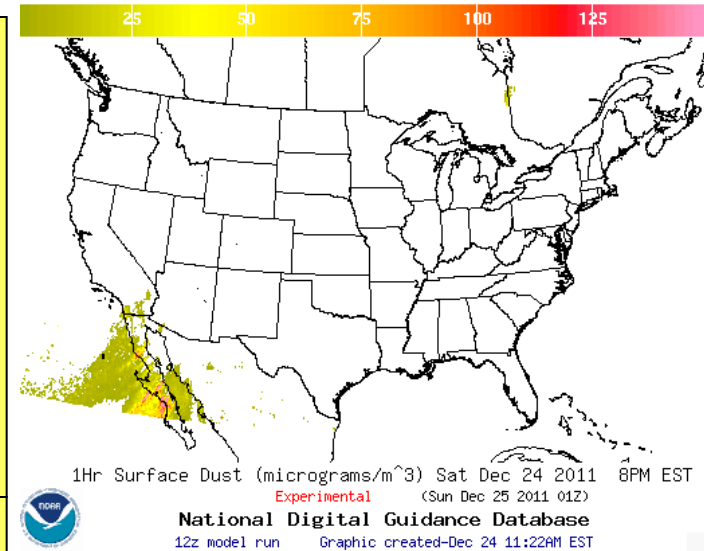 25 50 75 100 125
1Hr Surface Dust (micrograms/m^3) Sat Dec 24 2011 8PM EST
Experimental (Sun Dec 25 2011 01Z)
NOAA
National Digital Guidance Database
12z model run Graphic created-Dec 24 11:22AM EST